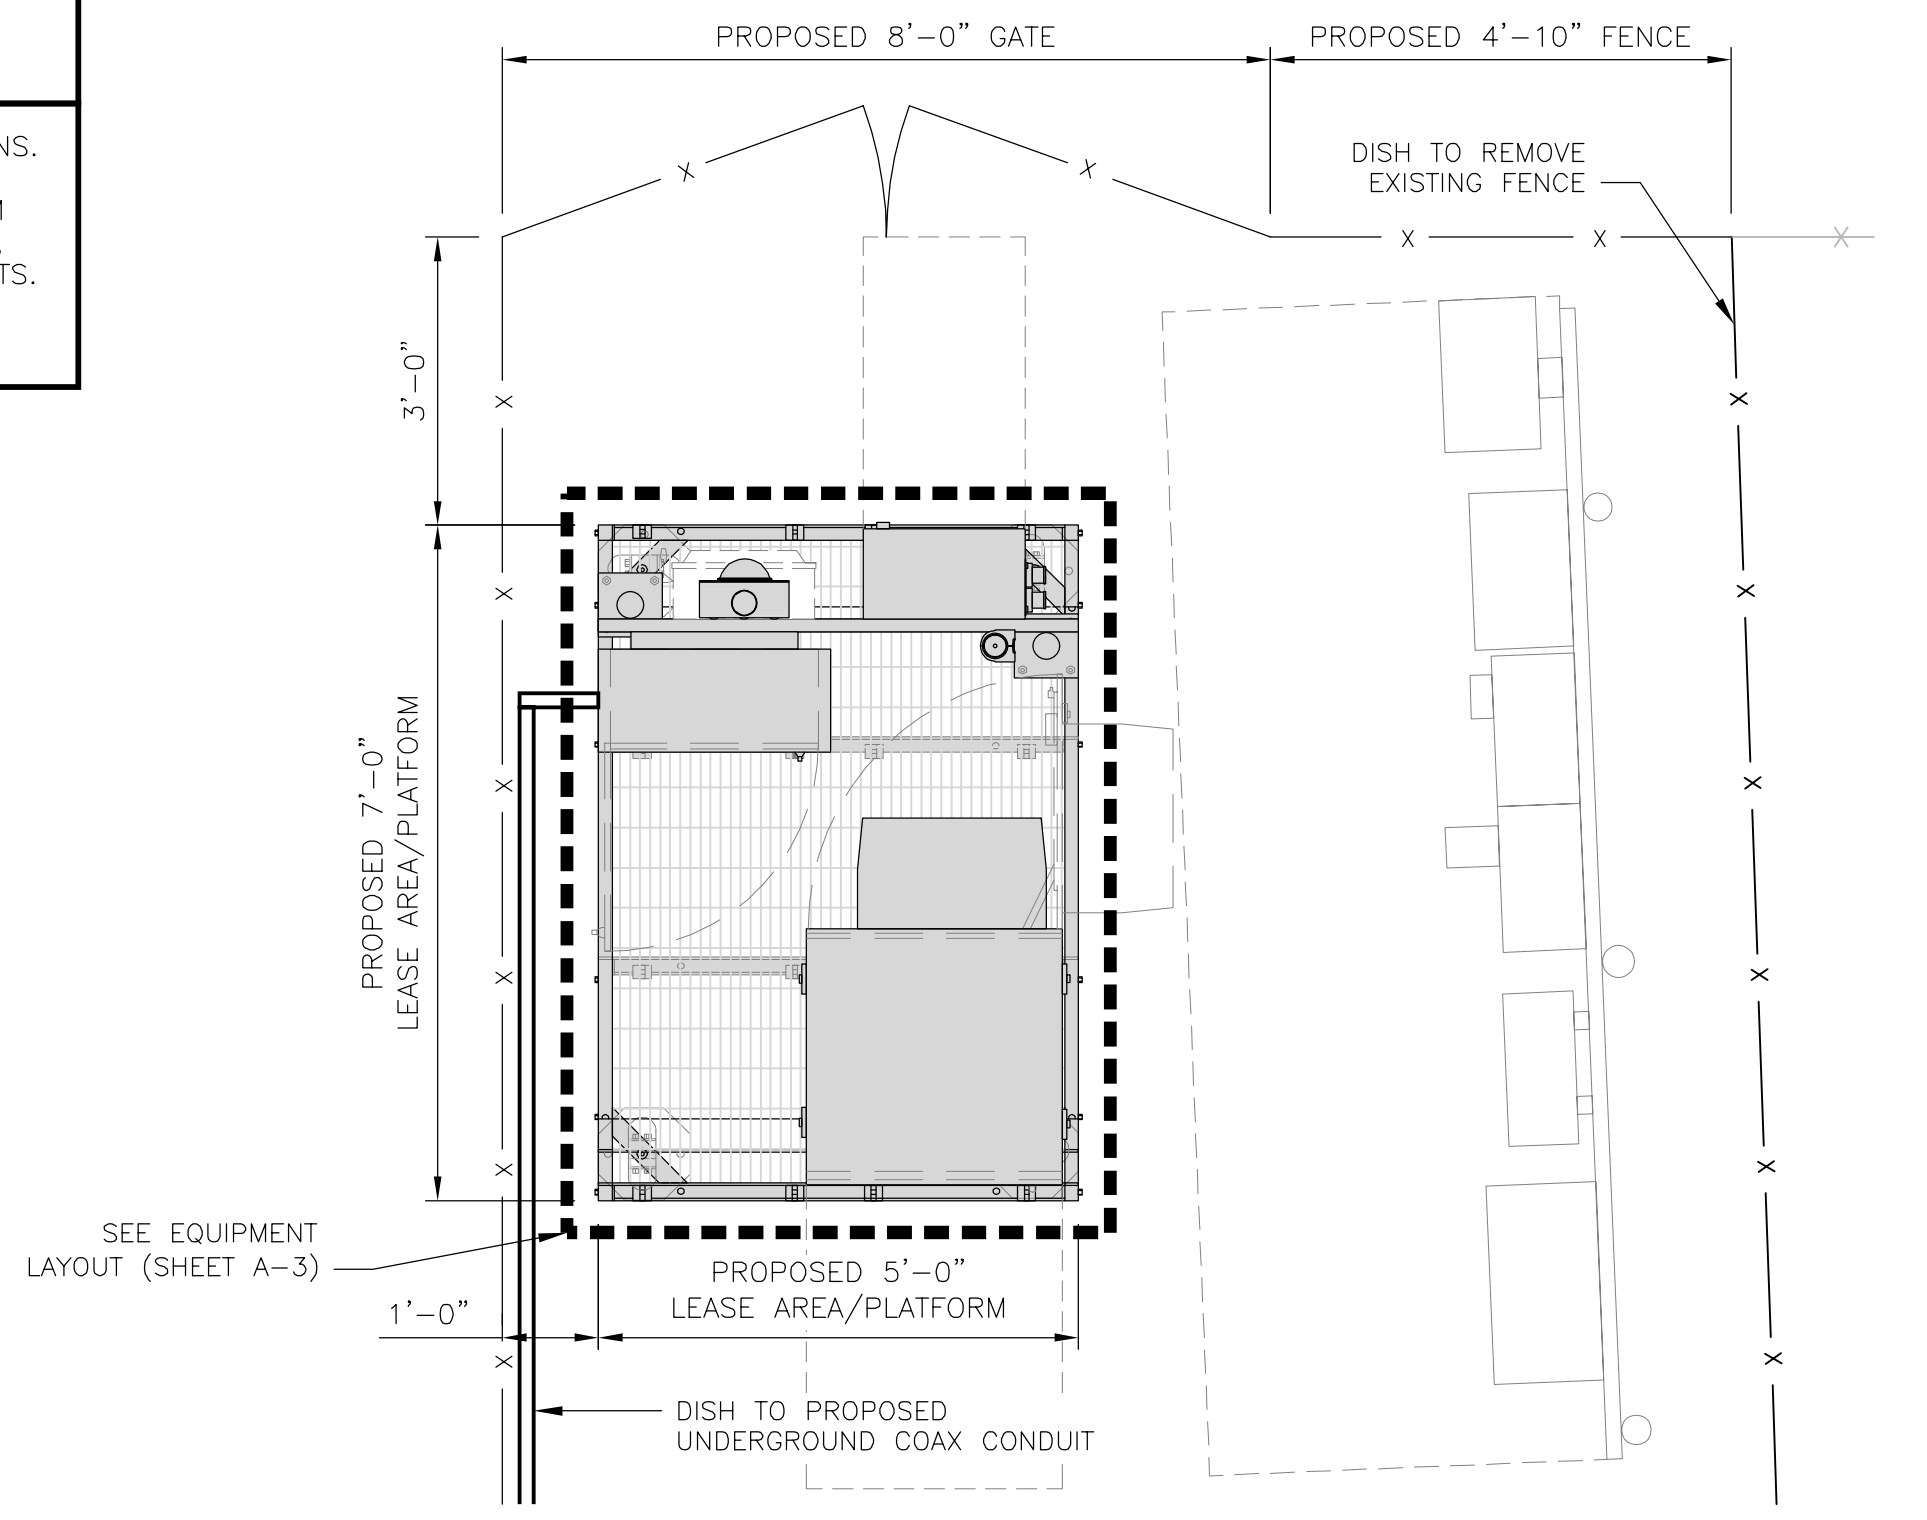 PROPOSED 8'-0" GATE
PROPOSED 4'-10" FENCE
NS.
DISH TO REMOVE
EXISTING FENCE
TS.
3'-0"
PROPOSED 7'-0"
LEASE AREA/PLATFORM
SEE EQUIPMENT
LAYOUT (SHEET A-3)
PROPOSED 5'-0"
LEASE AREA/PLATFORM
1'-0"
DISH TO PROPOSED
UNDERGROUND COAX CONDUIT